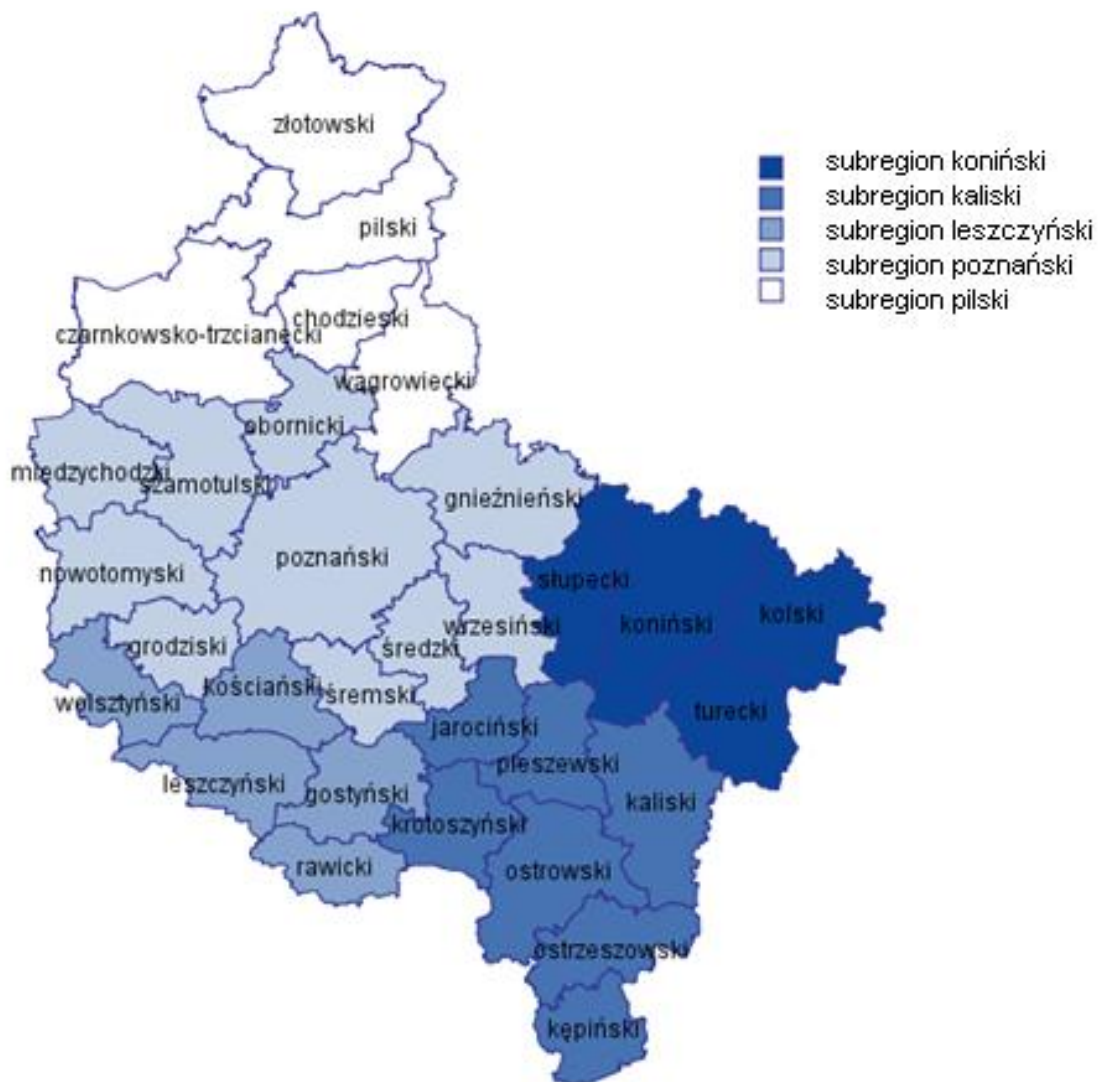 złotowski
pilski
chodzieski
czarnkowsko-trzcianecki
wągrowiecki
obornicki
międzychodzki
szamotulski
gnieźnieński
poznański
nowotomyski
słupecki
kolski
koniński
wrzesiński
grodziski
średzki
kościański
śremski
wolsztyński
turecki
jarociński
pleszewski
leszczyński
gostyński
kaliski
krotoszyński
rawicki
ostrowski
ostrzeszowski
kępiński
subregion koniński
subregion kaliski
subregion leszczyński
subregion poznański
subregion pilski